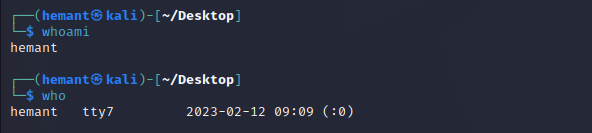 ┌──(hemant㉿kali)-[~/Desktop]
└─$ whoami
hemant
┌──(hemant㉿kali)-[~/Desktop]
└─$ who
hemant   tty7         2023-02-12 09:09 (:0)